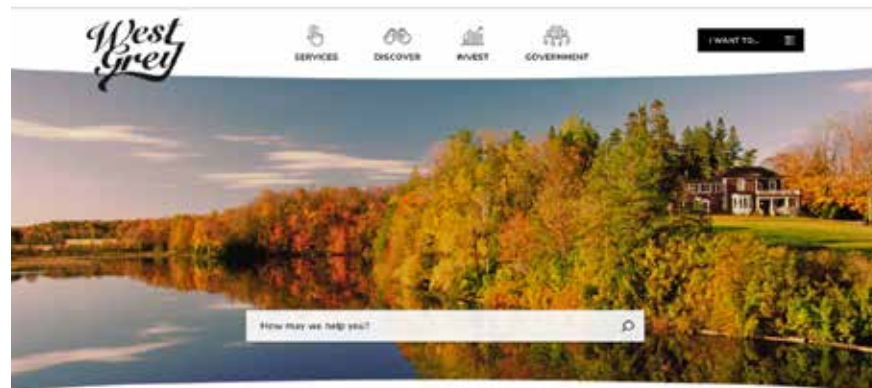 West
Grey
SERVICES
DISCOVER
INVEST
GOVERNMENT
I WANT TO...
How may we help you?